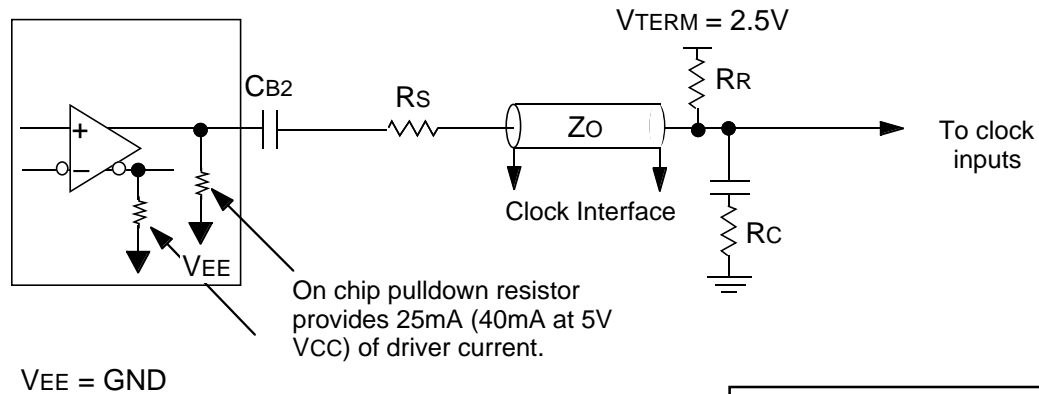 VTERM = 2.5V
CB2
RS
RR
+
−
ZO
To clock
inputs
Clock Interface
RC
VEE
On chip pulldown resistor
provides 25mA (40mA at 5V
VCC) of driver current.
VEE = GND